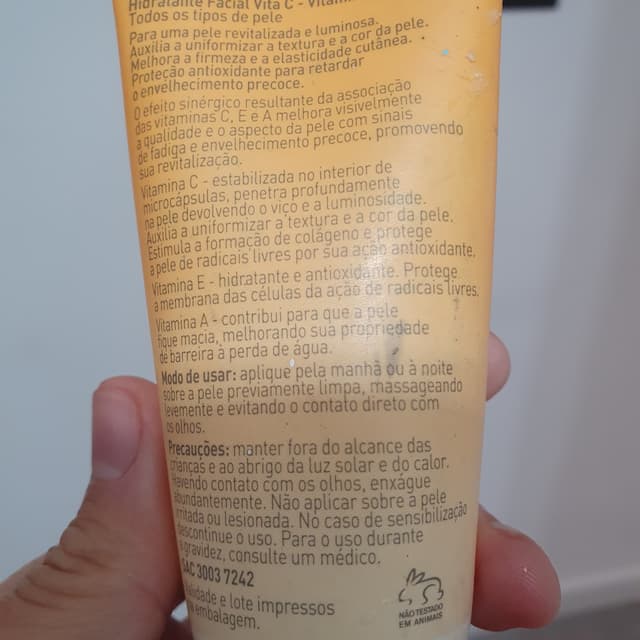 Hidratante Facial Vita C - Vitamin
Todos os tipos de pele
Para uma pele revitalizada e luminosa.
Auxilia a uniformizar a textura e a cor da pele.
Melhora a firmeza e a elasticidade cutânea.
Proteção antioxidante para retardar
o envelhecimento precoce.
O efeito sinérgico resultante da associação
das vitaminas C, E e A melhora visivelmente
a qualidade e o aspecto da pele com sinais
de fadiga e envelhecimento precoce, promovendo
sua revitalização.
Vitamina C - estabilizada no interior de
microcápsulas, penetra profundamente
na pele devolvendo o viço e a luminosidade.
Auxilia a uniformizar a textura e a cor da pele.
Estimula a formação de colágeno e protege
a pele de radicais livres por sua ação antioxidante.
Vitamina E - hidratante e antioxidante. Protege
a membrana das células da ação de radicais livres.
Vitamina A - contribui para que a pele
fique macia, melhorando sua propriedade
de barreira à perda de água.
Modo de usar: aplique pela manhã ou à noite
sobre a pele previamente limpa, massageando
levemente e evitando o contato direto com
os olhos.
Precauções: manter fora do alcance das
crianças e ao abrigo da luz solar e do calor.
Havendo contato com os olhos, enxágue
abundantemente. Não aplicar sobre a pele
irritada ou lesionada. No caso de sensibilização
descontinue o uso. Para o uso durante
a gravidez, consulte um médico.
SAC 3003 7242
lidade e lote impressos
embalagem.
NÃO TESTADO
EM ANIMAIS